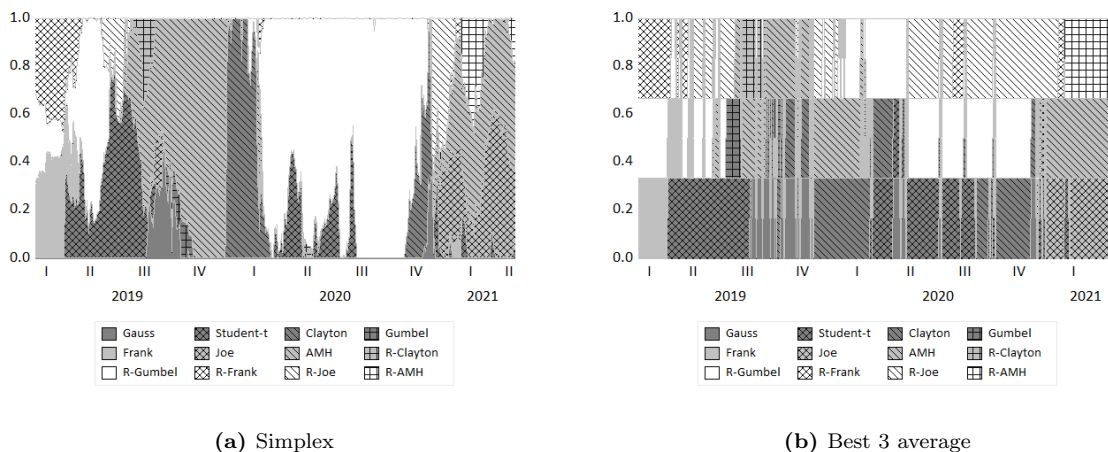 1.0
0.8
0.6
0.4
0.2
0.0
I II III IV I II III IV I II
2019 2020 2021
Gauss Student-t Clayton Gumbel
Frank Joe AMH R-Clayton
R-Gumbel R-Frank R-Joe R-AMH
(a) Simplex
1.0
0.8
0.6
0.4
0.2
0.0
I II III IV I II III IV I
2019 2020 2021
Gauss Student-t Clayton Gumbel
Frank Joe AMH R-Clayton
R-Gumbel R-Frank R-Joe R-AMH
(b) Best 3 average